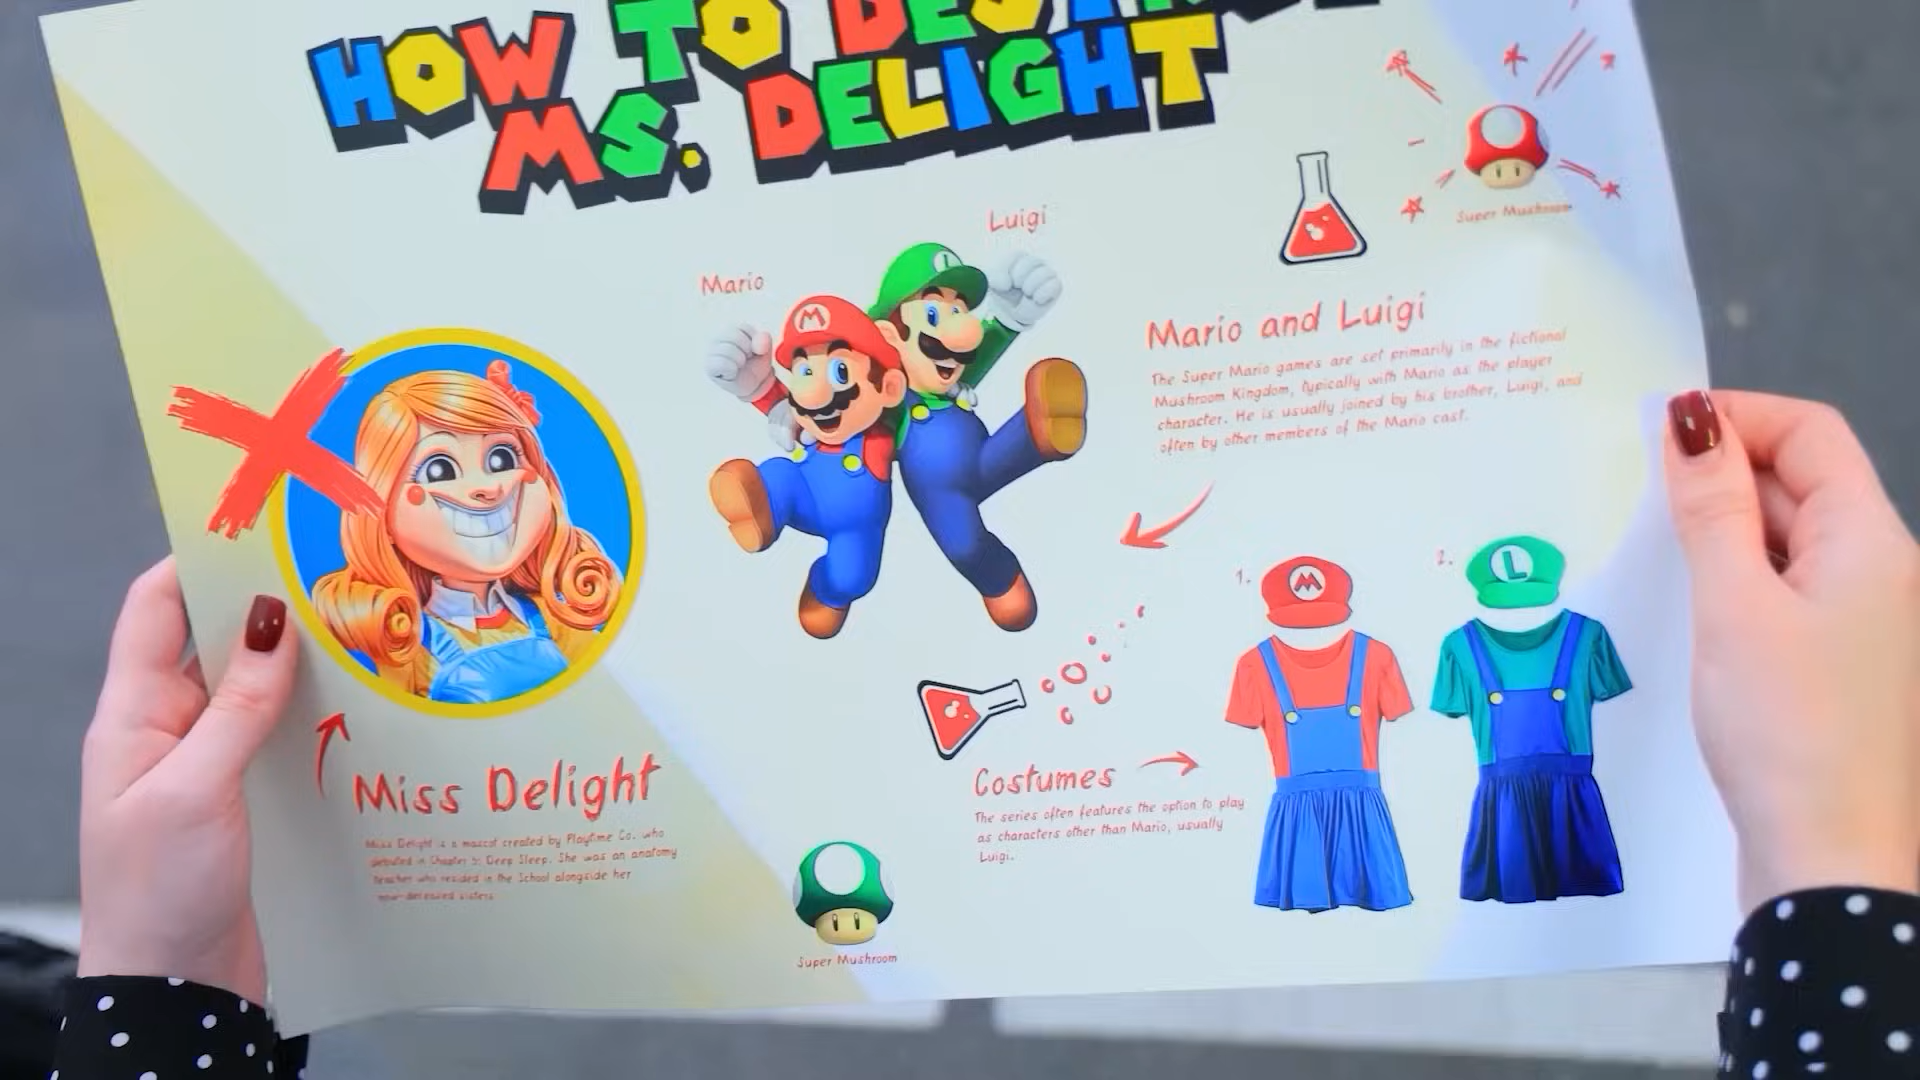 HOW TO DESTR
MS. DELIGHT
Luigi
Mario
M
L
Super Mushroom
Mario and Luigi
The Super Mario games are set primarily in the fictional
Mushroom Kingdom, typically with Mario as the player
character. He is usually joined by his brother, Luigi, and
often by other members of the Mario cast.
1.
M
2.
L
Miss Delight
Miss Delight is a mascot created by Playtime Co. who
debuted in Chapter 3: Deep Sleep. She was an anatomy
teacher who resided in the School alongside her
now-deceased sisters
Costumes
The series often features the option to play
as characters other than Mario, usually
Luigi.
Super Mushroom